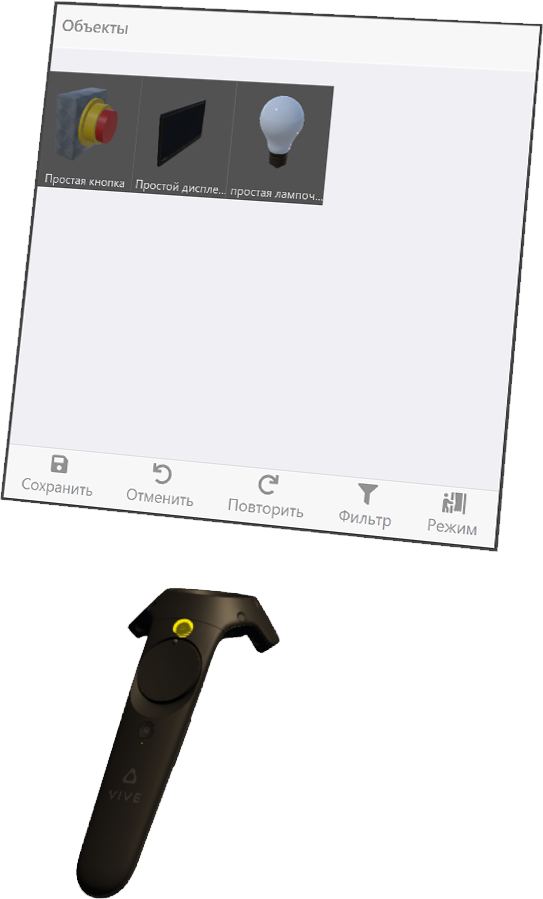 Объекты
Простая кнопка
Простой диспле...
простая лампоч...
Сохранить
Отменить
Повторить
Фильтр
Режим
VIVE